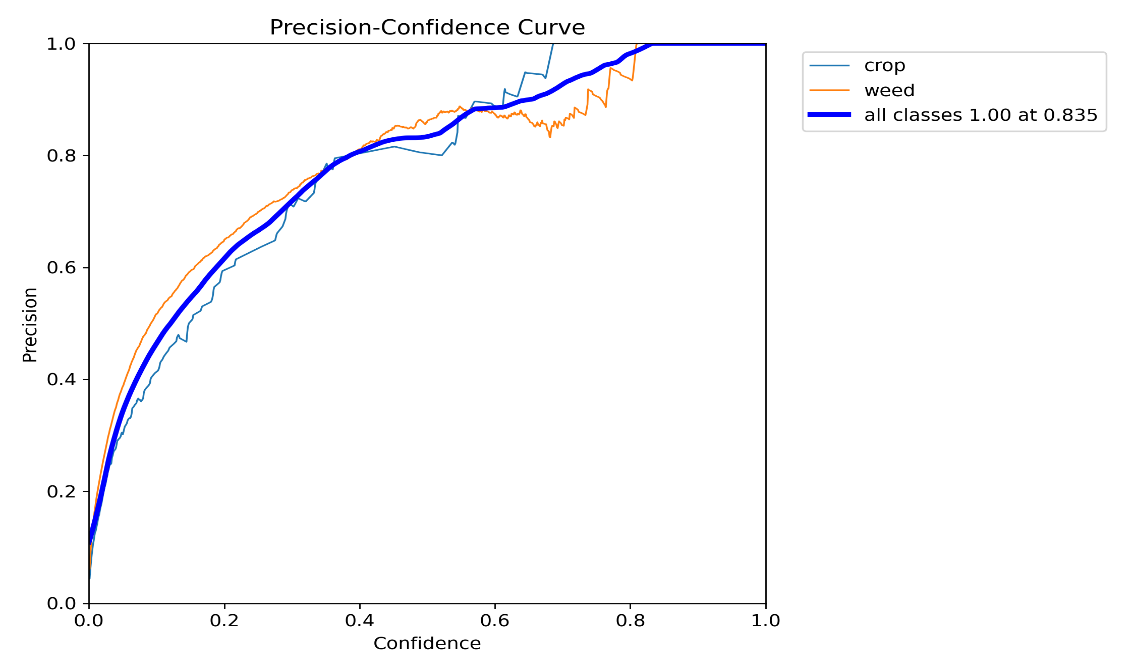 Precision-Confidence Curve
1.0
0.8
0.6
0.4
0.2
0.0
Precision
0.0 0.2 0.4 0.6 0.8 1.0
Confidence
crop
weed
all classes 1.00 at 0.835